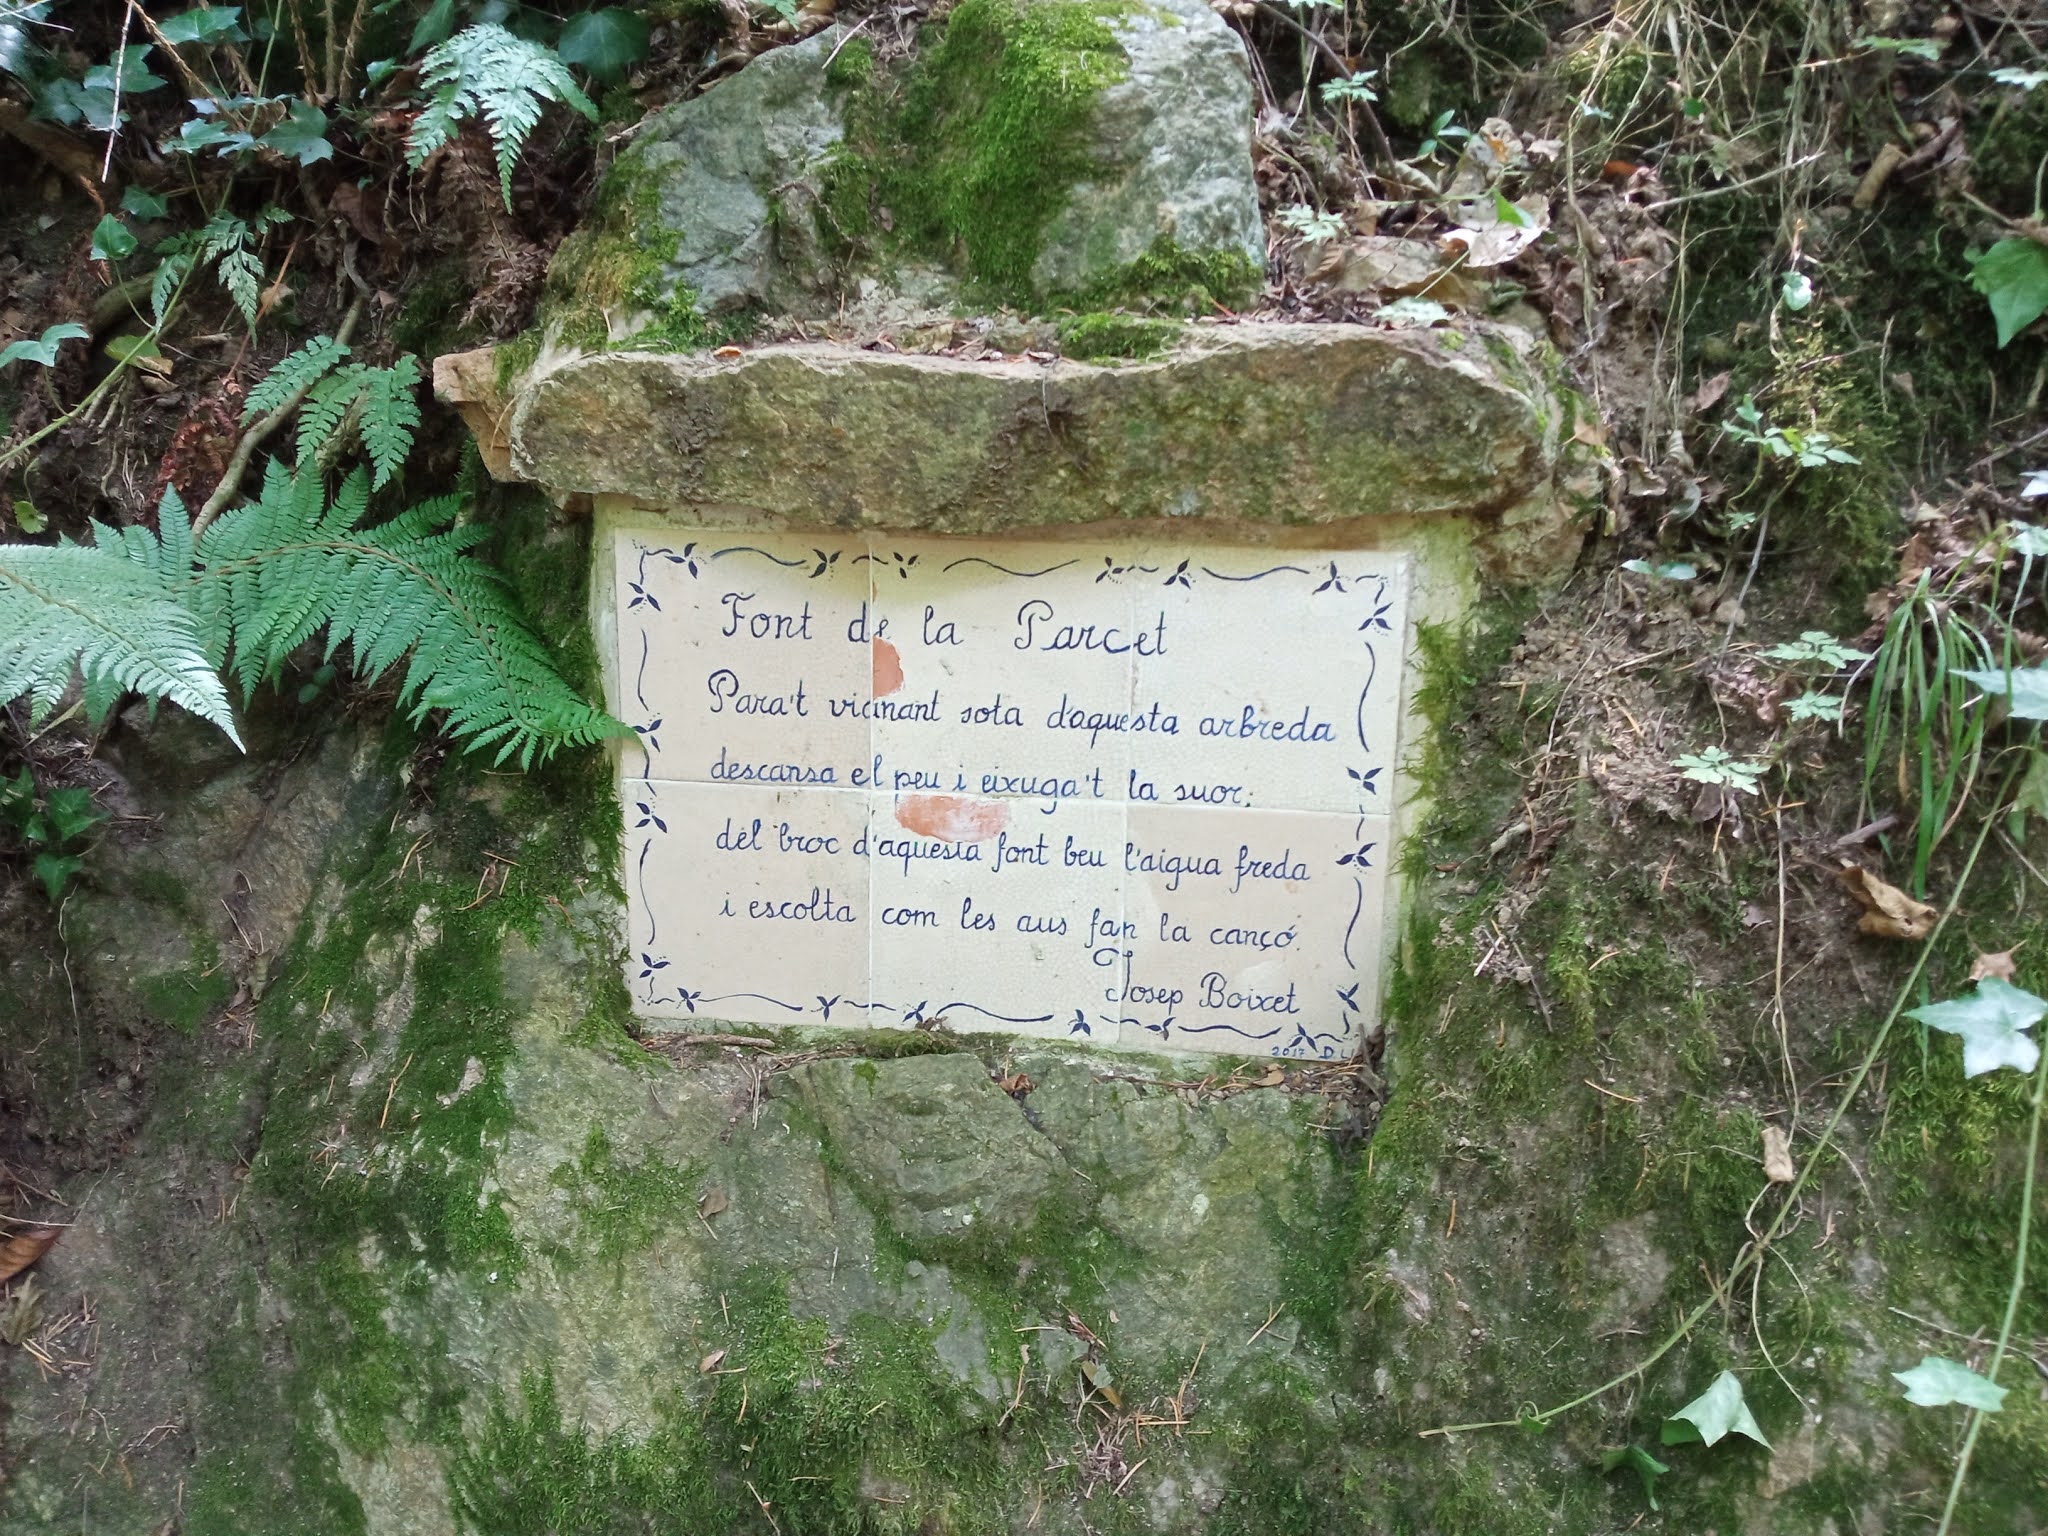 Font de la Parcet
Para't vianant sota d'aquesta arbreda
descansa el peu i eixuga't la suor;
del broc d'aquesta font beu l'aigua freda
i escolta com les aus fan la cançó.
Josep Boixet
2017